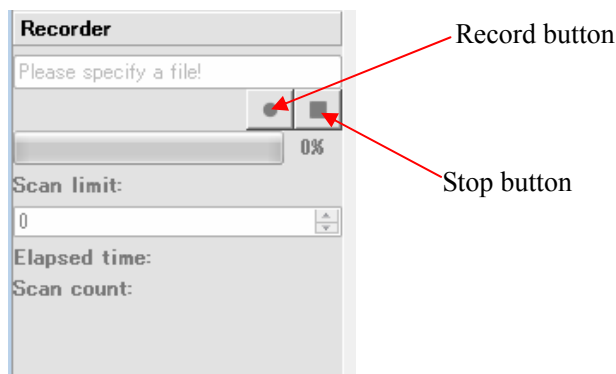 Recorder
Record button
Please specify a file!
0%
Stop button
Scan limit:
0
Elapsed time:
Scan count: